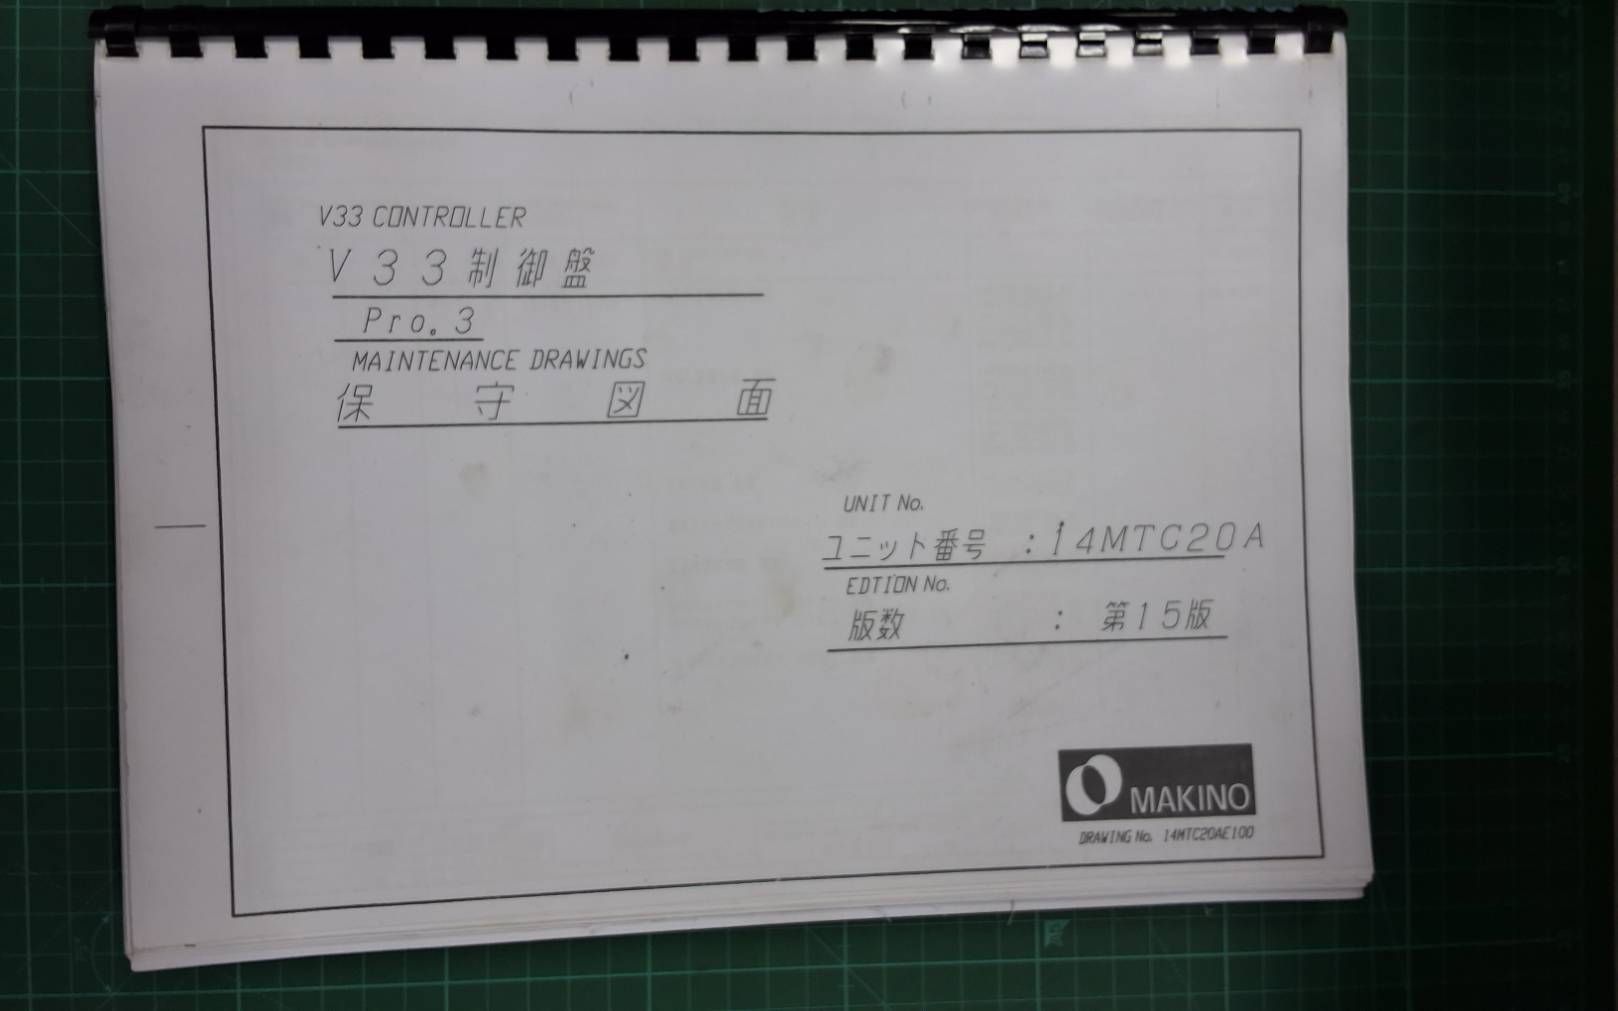 V33 CONTROLLER
V33制御盤
Pro.3
MAINTENANCE DRAWINGS
保守図面
UNIT No.
ユニット番号 :14MTC20A
EDTION No.
版数 : 第15版
MAKINO
DRAWING No. 14MTC20AE100